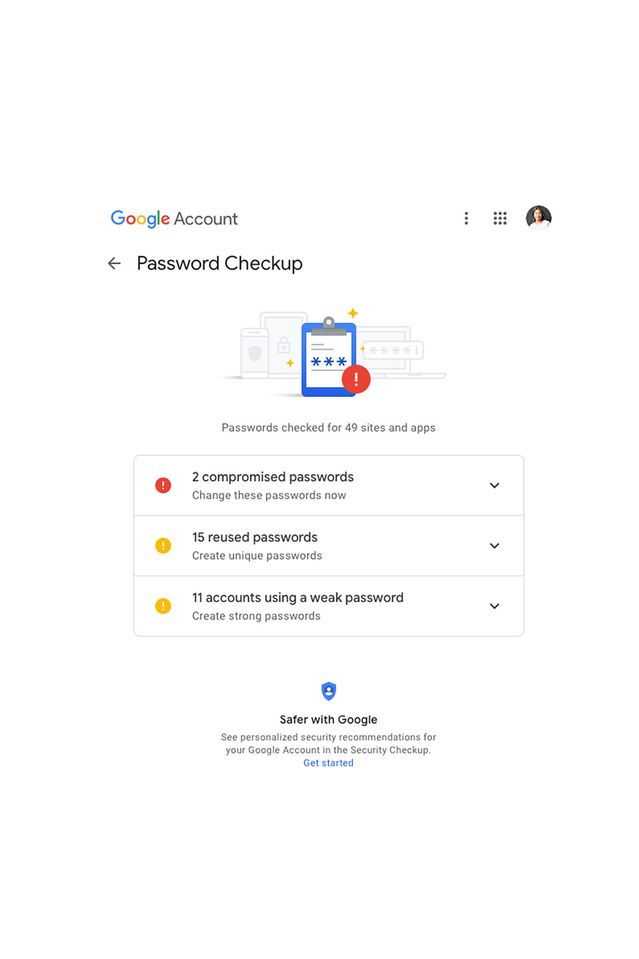 Google Account
Password Checkup
***
****|
Passwords checked for 49 sites and apps
2 compromised passwords
Change these passwords now
15 reused passwords
Create unique passwords
11 accounts using a weak password
Create strong passwords
Safer with Google
See personalized security recommendations for
your Google Account in the Security Checkup.
Get started